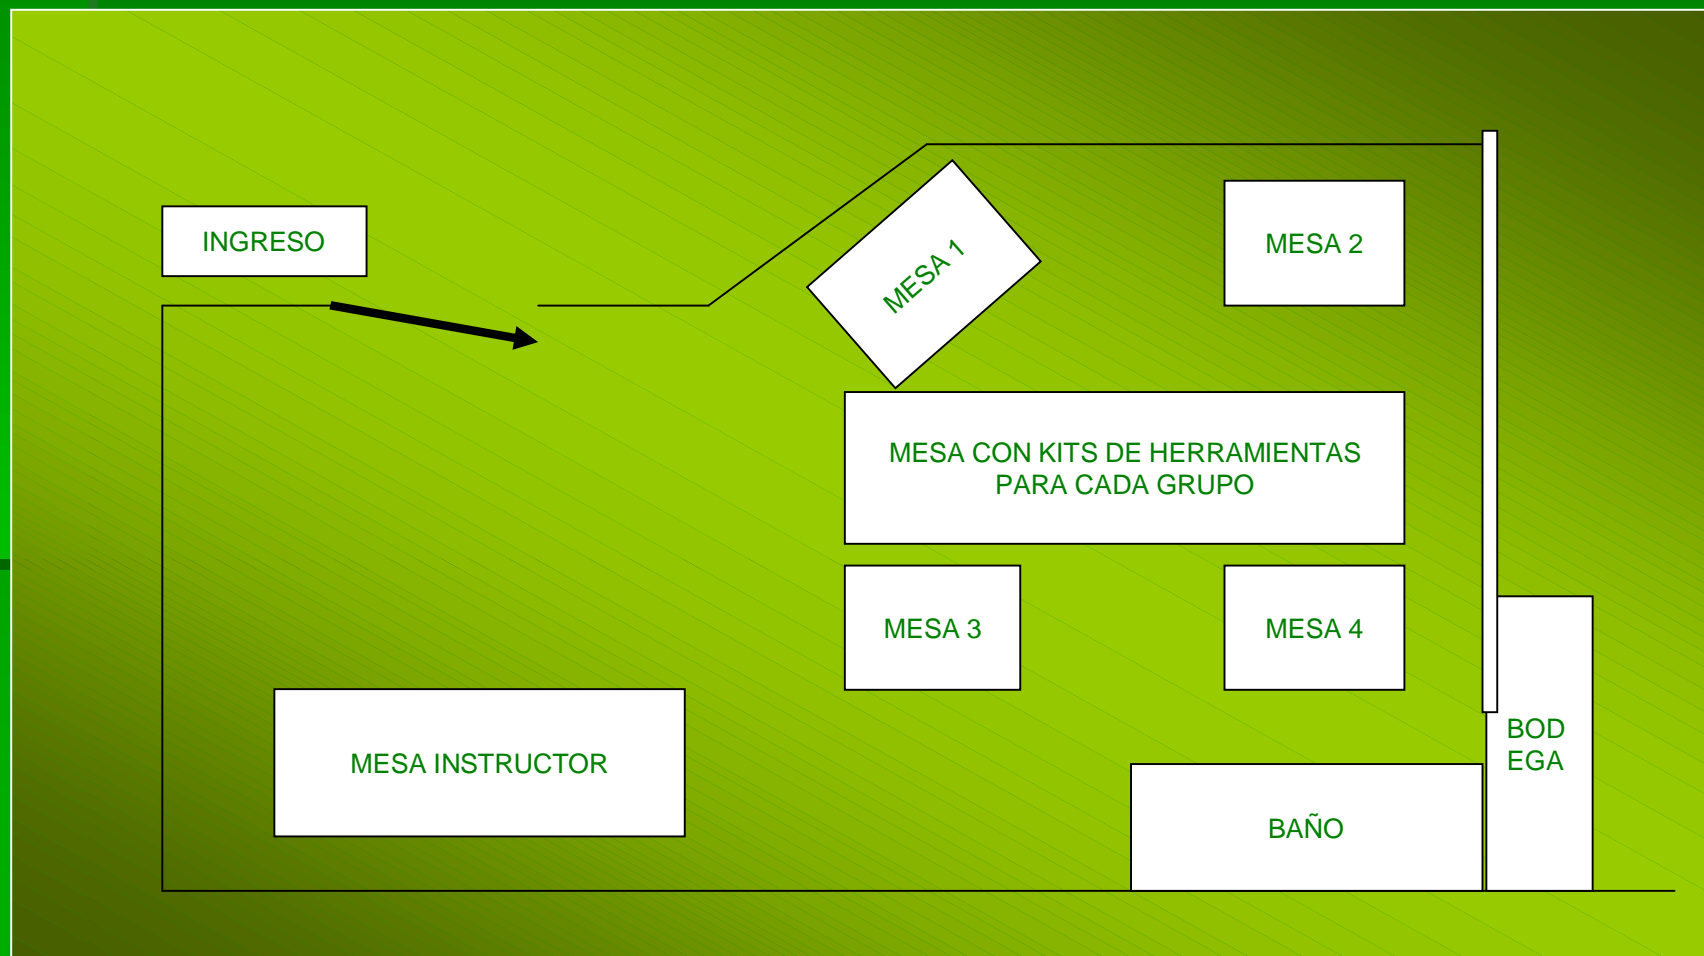 INGRESO
MESA 1
MESA 2
MESA CON KITS DE HERRAMIENTAS
PARA CADA GRUPO
MESA 3
MESA 4
MESA INSTRUCTOR
BAÑO
BOD
EGA